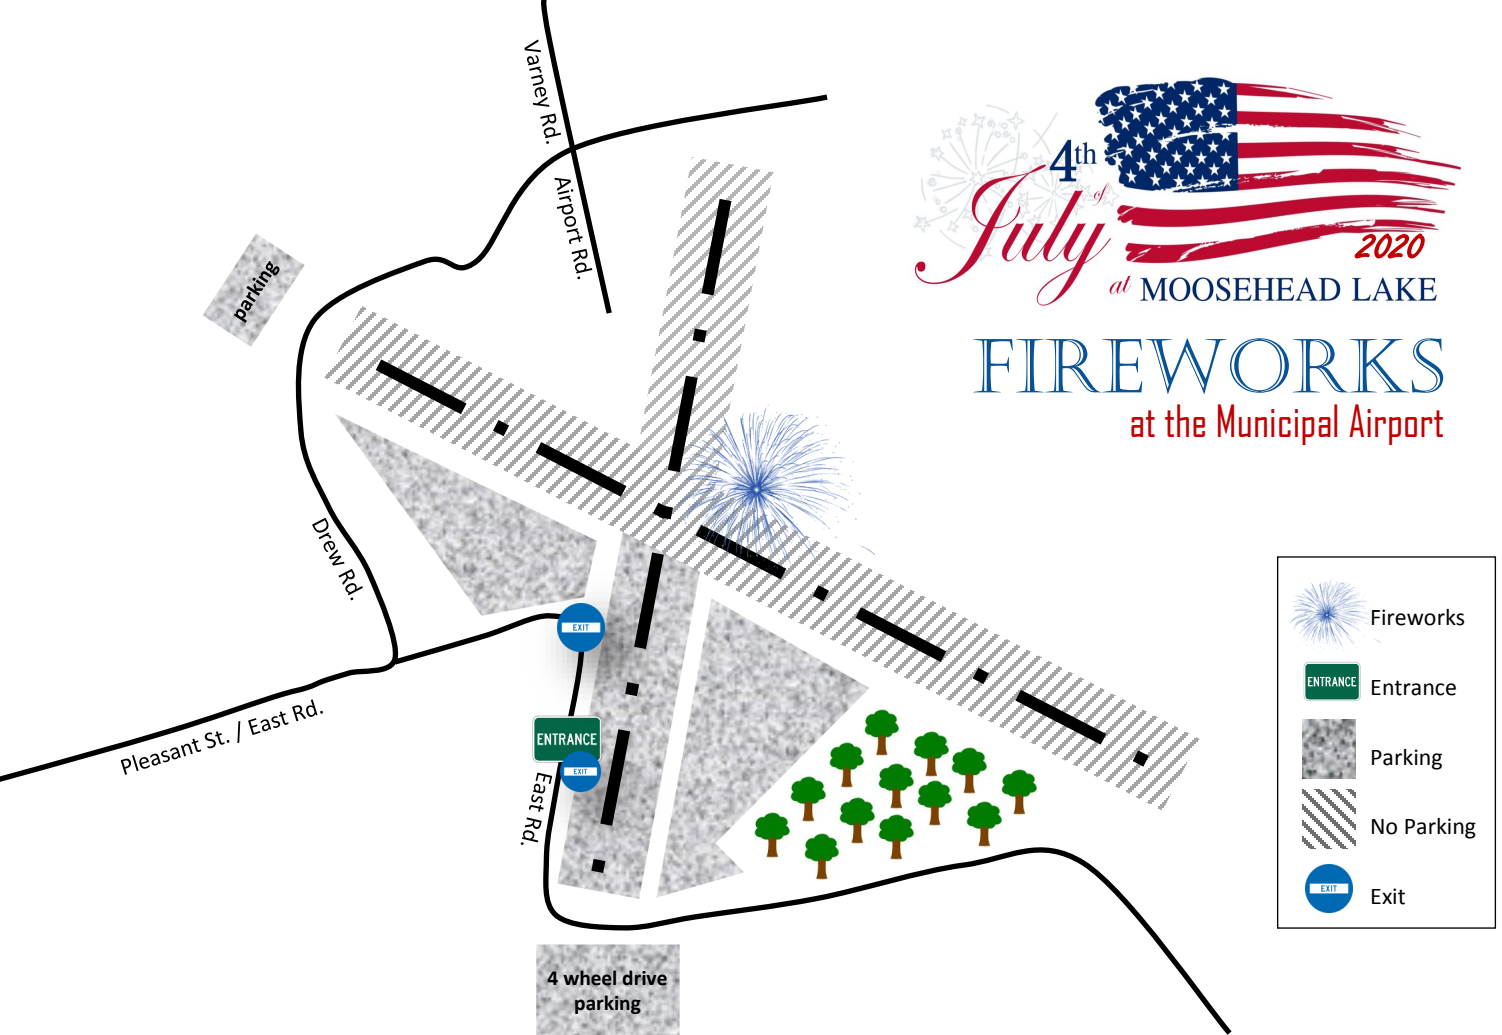 Varney Rd.
Airport Rd.
parking
4th
of
July
2020
at MOOSEHEAD LAKE
FIREWORKS
at the Municipal Airport
Drew Rd.
EXIT
Pleasant St. / East Rd.
ENTRANCE
EXIT
East Rd.
4 wheel drive
parking
Fireworks
ENTRANCE
Entrance
Parking
No Parking
EXIT
Exit